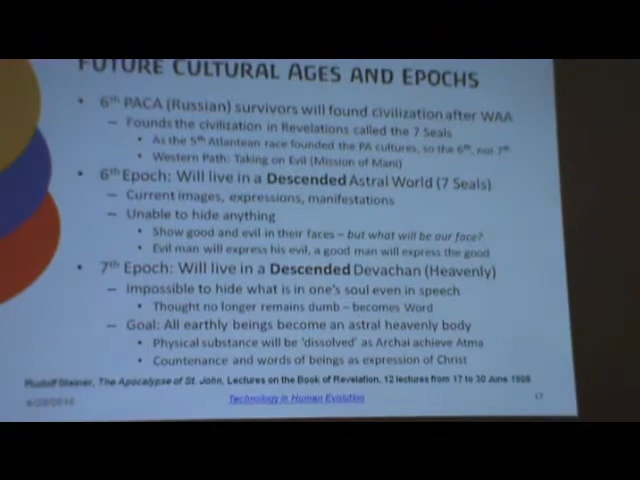 FUTURE CULTURAL AGES AND EPOCHS
• 6th PACA (Russian) survivors will found civilization after WAA
– Founds the civilization in Revelations called the 7 Seals
• As the 5th Atlantean race founded the PA cultures, so the 6th, not 7th
• Western Path: Taking on Evil (Mission of Mani)
• 6th Epoch: Will live in a Descended Astral World (7 Seals)
– Current images, expressions, manifestations
– Unable to hide anything
• Show good and evil in their faces – but what will be our face?
• Evil man will express his evil, a good man will express the good
• 7th Epoch: Will live in a Descended Devachan (Heavenly)
– Impossible to hide what is in one's soul even in speech
• Thought no longer remains dumb – becomes Word
– Goal: All earthly beings become an astral heavenly body
• Physical substance will be 'dissolved' as Archai achieve Atma
• Countenance and words of beings as expression of Christ
Rudolf Steiner, The Apocalypse of St. John, Lectures on the Book of Revelation, 12 lectures from 17 to 30 June 1908
Technology in Human Evolution
17